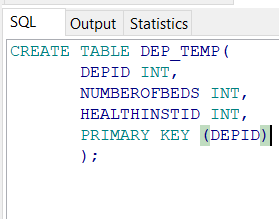 SQL Output Statistics
CREATE TABLE DEP_TEMP(
DEPID INT,
NUMBEROFBEDS INT,
HEALTHINSTID INT,
PRIMARY KEY (DEPID)
);